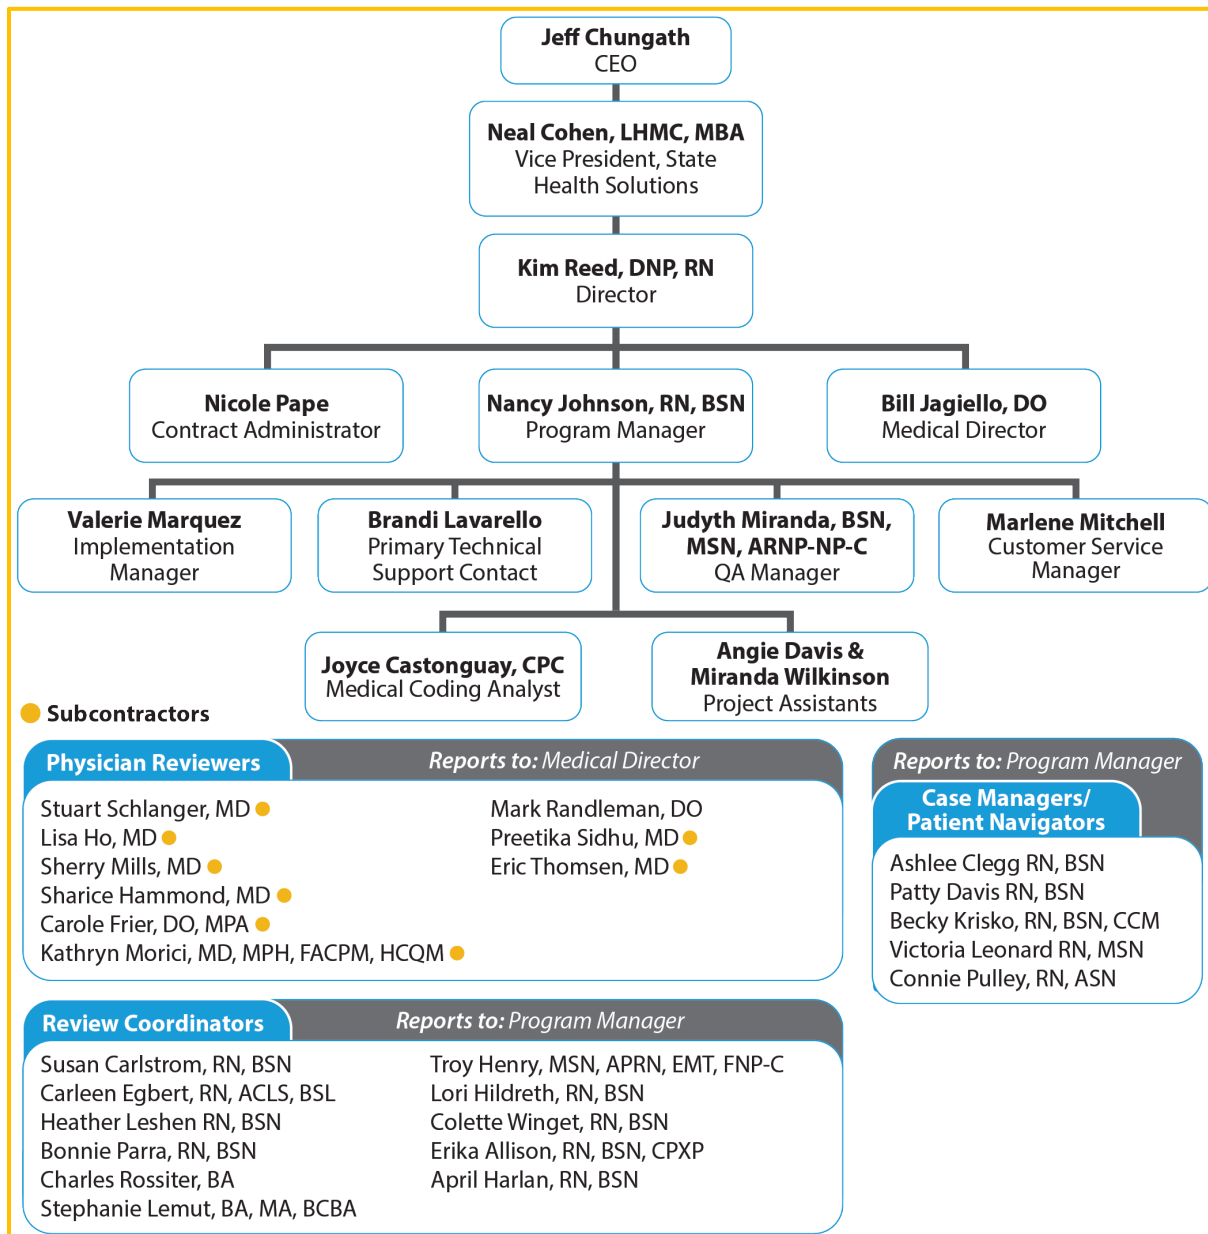 Jeff Chungath
CEO
Neal Cohen, LHMC, MBA
Vice President, State
Health Solutions
Kim Reed, DNP, RN
Director
Nicole Pape
Contract Administrator
Nancy Johnson, RN, BSN
Program Manager
Bill Jagiello, DO
Medical Director
Valerie Marquez
Implementation
Manager
Brandi Lavarello
Primary Technical
Support Contact
Judyth Miranda, BSN,
MSN, ARNP-NP-C
QA Manager
Marlene Mitchell
Customer Service
Manager
Joyce Castonguay, CPC
Medical Coding Analyst
Angie Davis &
Miranda Wilkinson
Project Assistants
Subcontractors
Physician Reviewers
Reports to: Medical Director
Stuart Schlanger, MD
Lisa Ho, MD
Sherry Mills, MD
Sharice Hammond, MD
Carole Frier, DO, MPA
Kathryn Morici, MD, MPH, FACPM, HCQM
Mark Randleman, DO
Preetika Sidhu, MD
Eric Thomsen, MD
Reports to: Program Manager
Case Managers/
Patient Navigators
Ashlee Clegg RN, BSN
Patty Davis RN, BSN
Becky Krisko, RN, BSN, CCM
Victoria Leonard RN, MSN
Connie Pulley, RN, ASN
Review Coordinators
Reports to: Program Manager
Susan Carlstrom, RN, BSN
Carleen Egbert, RN, ACLS, BSL
Heather Leshen RN, BSN
Bonnie Parra, RN, BSN
Charles Rossiter, BA
Stephanie Lemut, BA, MA, BCBA
Troy Henry, MSN, APRN, EMT, FNP-C
Lori Hildreth, RN, BSN
Colette Winget, RN, BSN
Erika Allison, RN, BSN, CPXP
April Harlan, RN, BSN